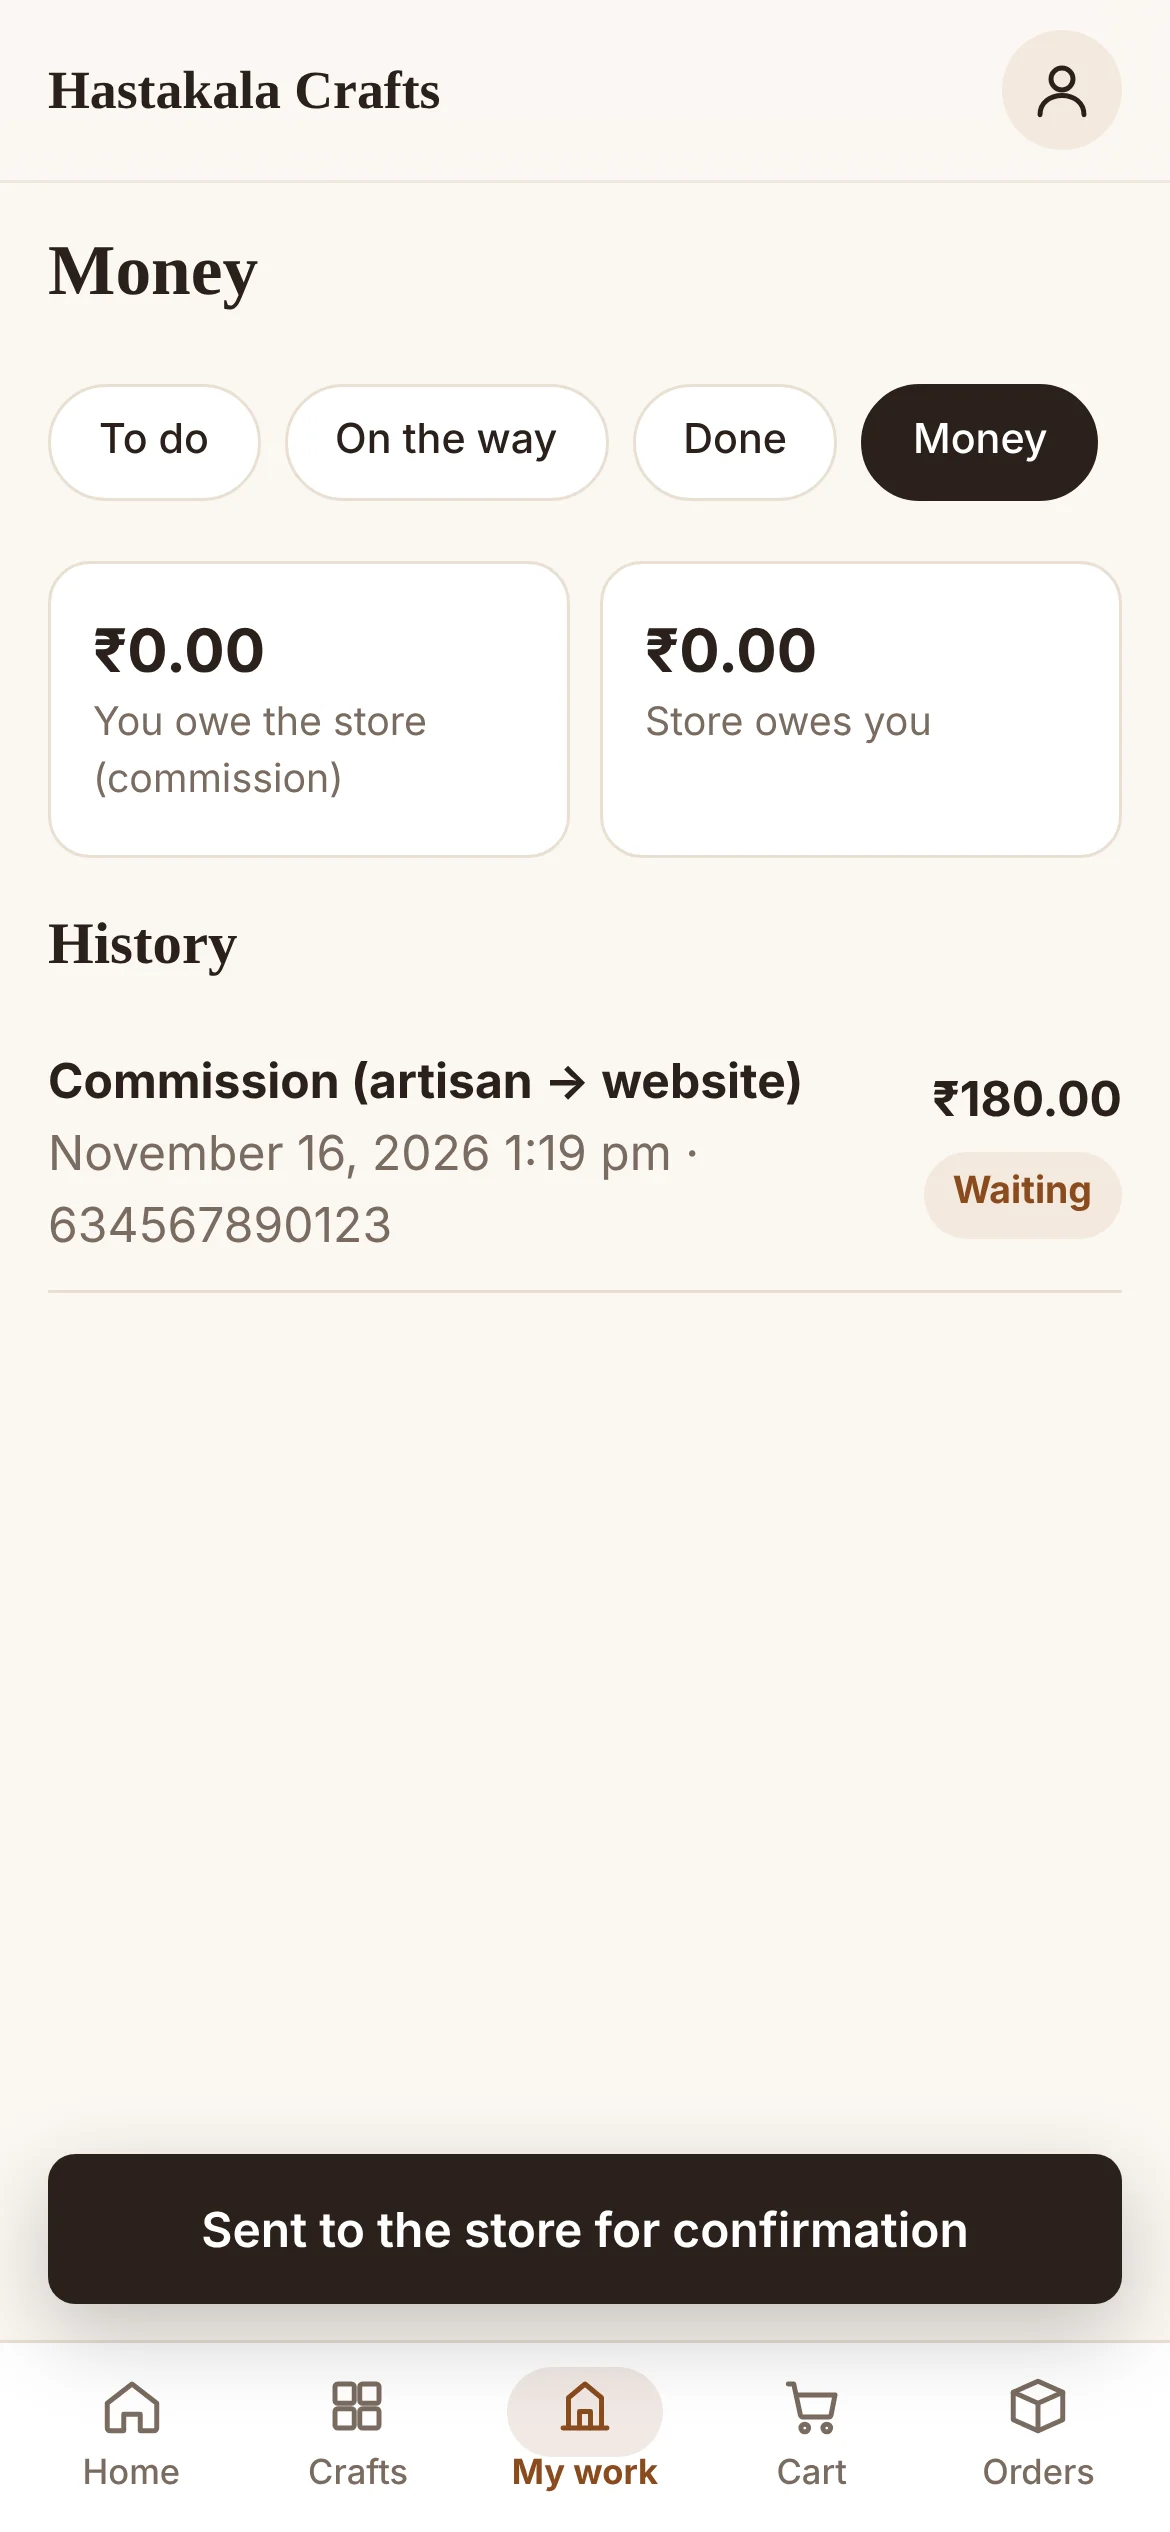 Hastakala Crafts
Money
To do
On the way
Done
Money
₹0.00
You owe the store
(commission)
₹0.00
Store owes you
History
Commission (artisan → website)
November 16, 2026 1:19 pm ·
634567890123
₹180.00
Waiting
Sent to the store for confirmation
Home
Crafts
My work
Cart
Orders